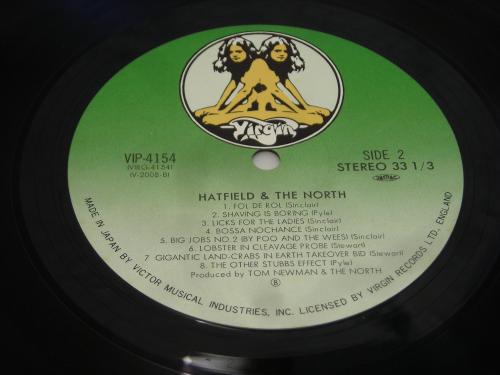 Virgin
VIP-4154
(VIRG-4154)
(V-2008-B)
SIDE 2
STEREO 33 1/3
HATFIELD & THE NORTH
1. FOL DE ROL (Sinclair)
2. SHAVING IS BORING (Pyle)
3. LICKS FOR THE LADIES (Sinclair)
4. BOSSA NOCHANCE (Sinclair)
5. BIG JOBS NO.2 (BY POO AND THE WEES) (Sinclair)
6. LOBSTER IN CLEAVAGE PROBE (Stewart)
7 GIGANTIC LAND-CRABS IN EARTH TAKEOVER BID (Stewart)
8. THE OTHER STUBBS EFFECT (Pyle)
Produced by TOM NEWMAN & THE NORTH
Ⓑ
MADE IN JAPAN BY VICTOR MUSICAL INDUSTRIES, INC. LICENSED BY VIRGIN RECORDS LTD. ENGLAND